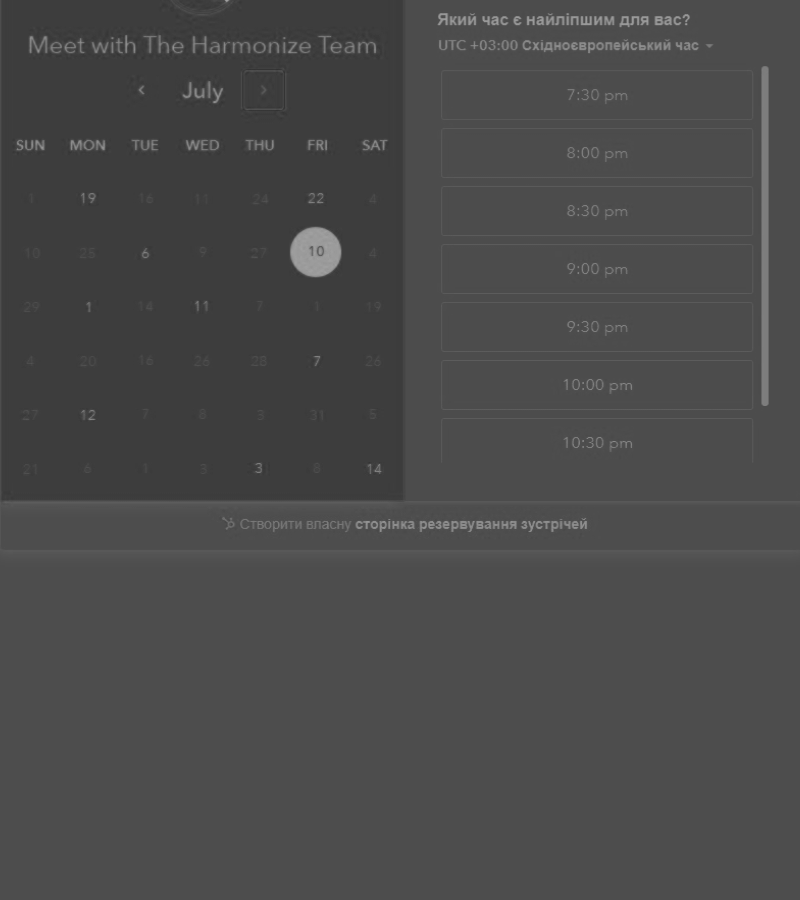 Meet with The Harmonize Team
July
SUN MON TUE WED THU FRI SAT
1 19 16 11 24 22 4
10 25 6 9 27 10 4
29 1 14 11 7 1 19
4 20 16 26 28 7 26
27 12 7 8 3 31 5
21 6 1 3 3 8 14
Який час є найліпшим для вас?
UTC +03:00 Східноєвропейський час
7:30 pm
8:00 pm
8:30 pm
9:00 pm
9:30 pm
10:00 pm
10:30 pm
Створити власну сторінка резервування зустрічей